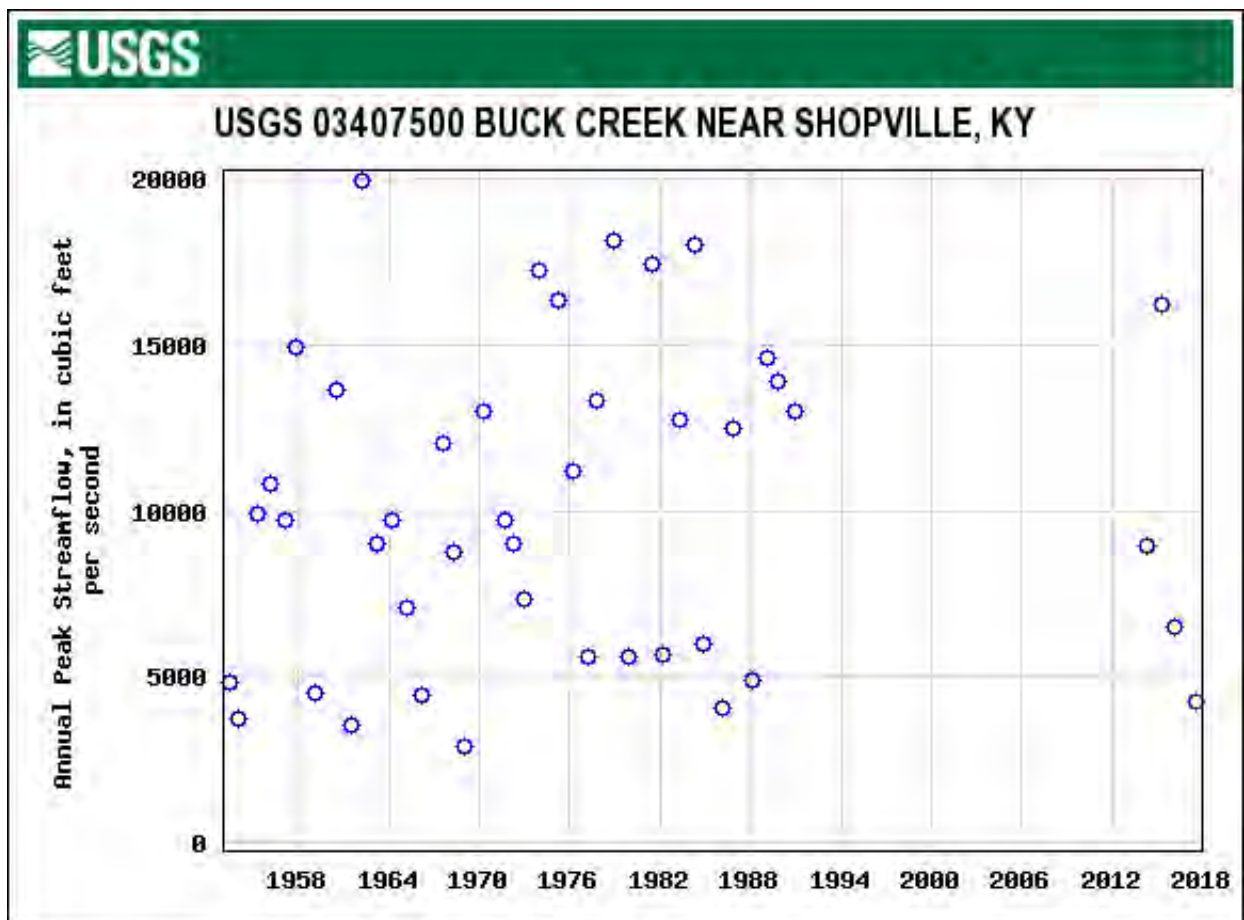 USGS
USGS 03407500 BUCK CREEK NEAR SHOPVILLE, KY
Annual Peak Streamflow, in cubic feet
per second
20000
15000
10000
5000
0
1958 1964 1970 1976 1982 1988 1994 2000 2006 2012 2018